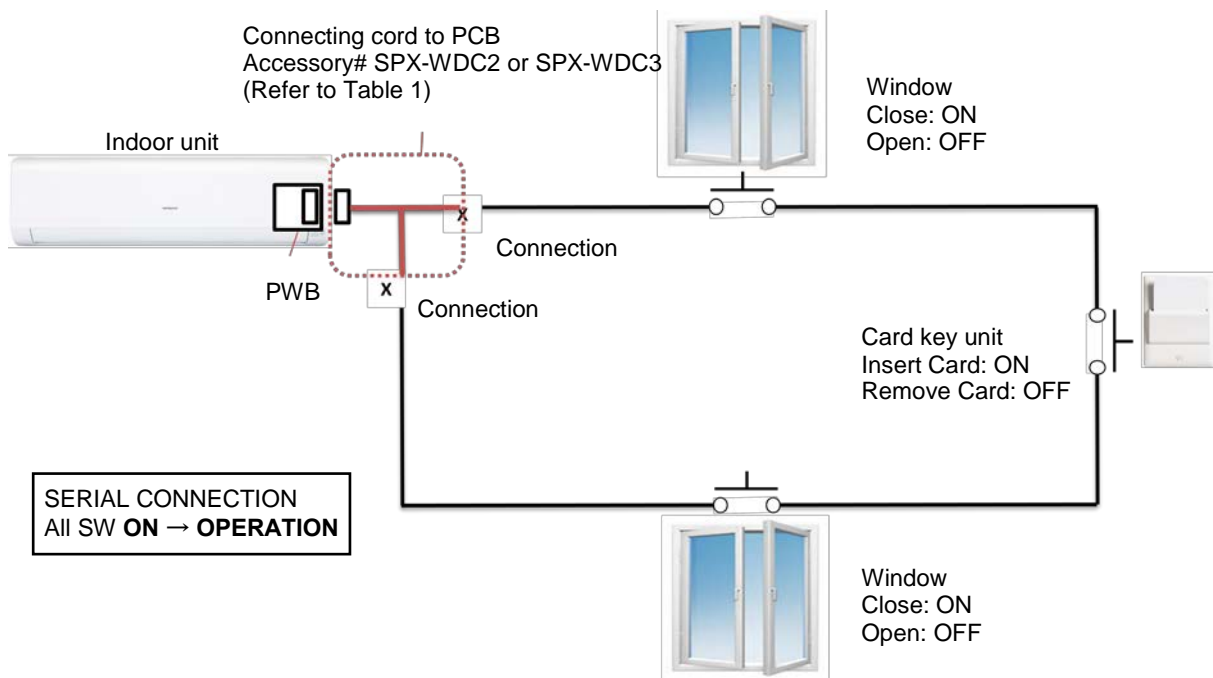 Connecting cord to PCB
Accessory# SPX-WDC2 or SPX-WDC3
(Refer to Table 1)
Window
Close: ON
Open: OFF
Indoor unit
X
Connection
PWB
X
Connection
Card key unit
Insert Card: ON
Remove Card: OFF
SERIAL CONNECTION
All SW ON → OPERATION
Window
Close: ON
Open: OFF